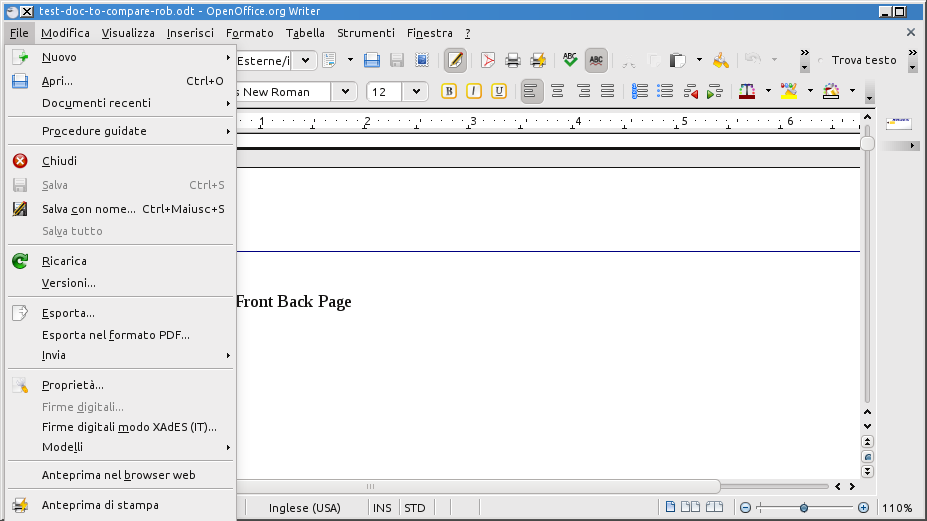 test-doc-to-compare-rob.odt - OpenOffice.org Writer
File Modifica Visualizza Inserisci Formato Tabella Strumenti Finestra ?
Nuovo
Apri... Ctrl+O
Documenti recenti
Procedure guidate
Chiudi
Salva Ctrl+S
Salva con nome... Ctrl+Maiusc+S
Salva tutto
Ricarica
Versioni...
Esporta...
Esporta nel formato PDF...
Invia
Proprietà...
Firme digitali...
Firme digitali modo XAdES (IT)...
Modelli
Anteprima nel browser web
Anteprima di stampa
Esterne/i ABC ABC Trova testo
s New Roman 12 B I U
1 2 3 4 5 6
Front Back Page
Inglese (USA) INS STD 110%